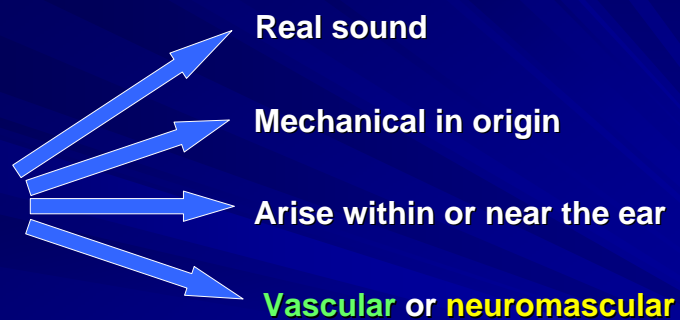 Real sound
Mechanical in origin
Arise within or near the ear
Vascular or neuromascular